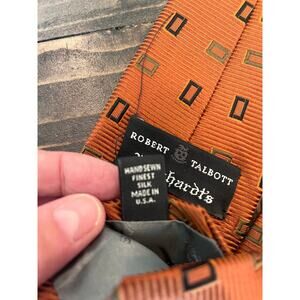 ROBERT TALBOTT
HAND SEWN
FINEST
SILK
MADE IN
U.S.A.